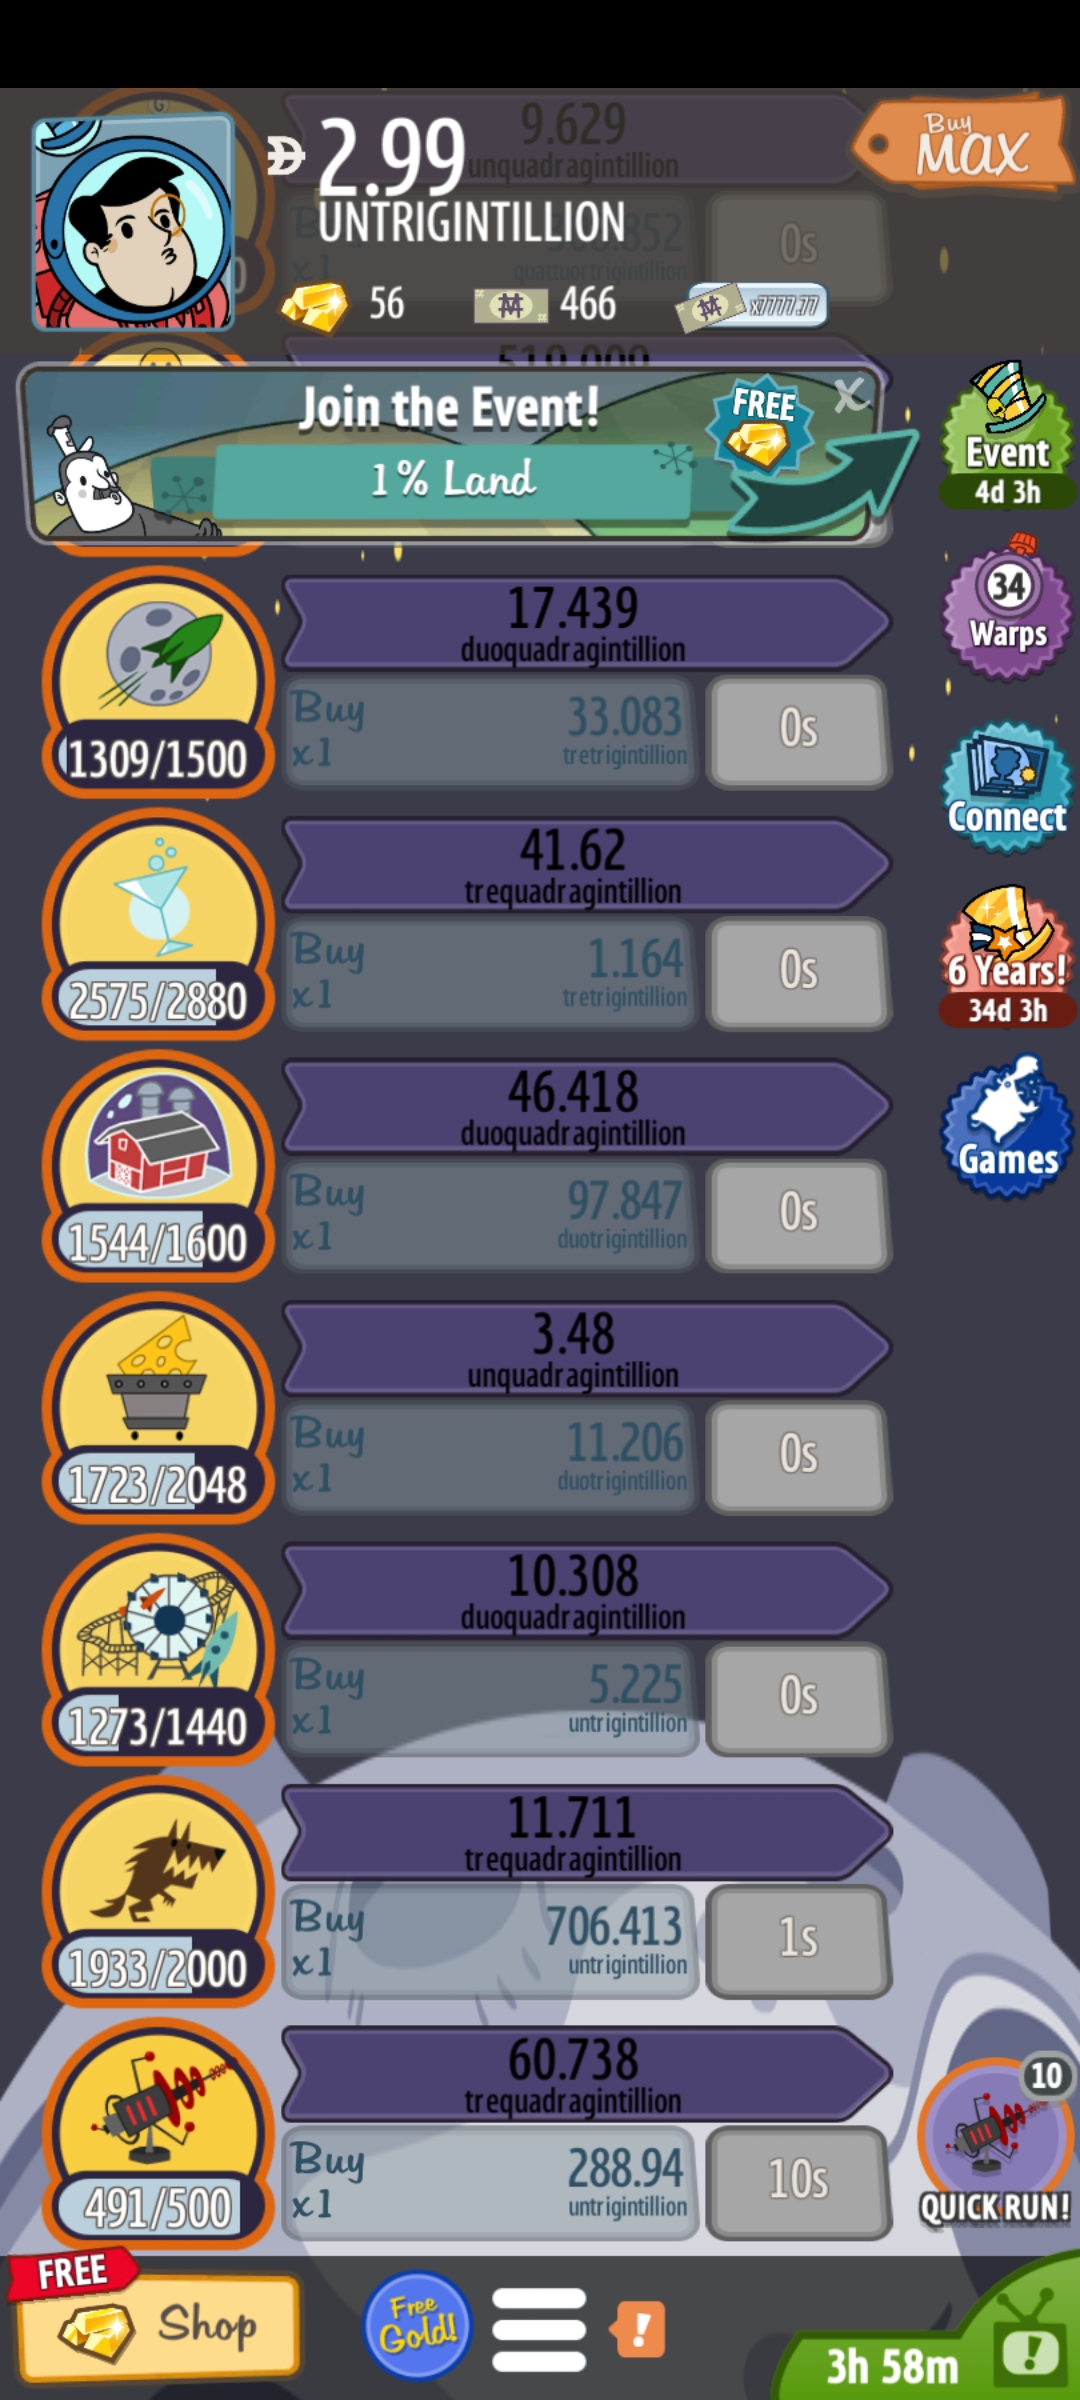 9.629
unquadragintillion
2.99
UNTRIGINTILLION
Buy
MAX
x1
quattuortrigintillion
0s
56
466
x7777.77
519.009
Join the Event!
1% Land
FREE
X
Event
4d 3h
17.439
duoquadragintillion
Buy
x1
33.083
tretrigintillion
0s
1309/1500
34
Warps
41.62
trequadragintillion
Buy
x1
1.164
tretrigintillion
0s
2575/2880
Connect
6 Years!
34d 3h
46.418
duoquadragintillion
Buy
x1
97.847
duotrigintillion
0s
1544/1600
Games
3.48
unquadragintillion
Buy
x1
11.206
duotrigintillion
0s
1723/2048
10.308
duoquadragintillion
Buy
x1
5.225
untrigintillion
0s
1273/1440
11.711
trequadragintillion
Buy
x1
706.413
untrigintillion
1s
1933/2000
60.738
trequadragintillion
Buy
x1
288.94
untrigintillion
10s
491/500
10
QUICK RUN!
FREE
Shop
Free
Gold!
!
3h 58m
!